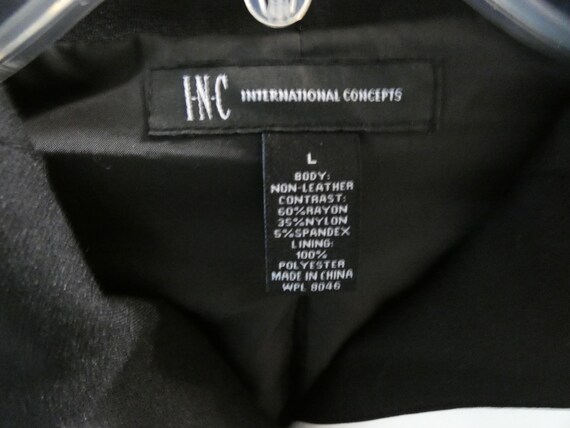 I·N·C INTERNATIONAL CONCEPTS
L
BODY:
NON-LEATHER
CONTRAST:
60%RAYON
35%NYLON
5%SPANDEX
LINING:
100%
POLYESTER
MADE IN CHINA
WPL 8046